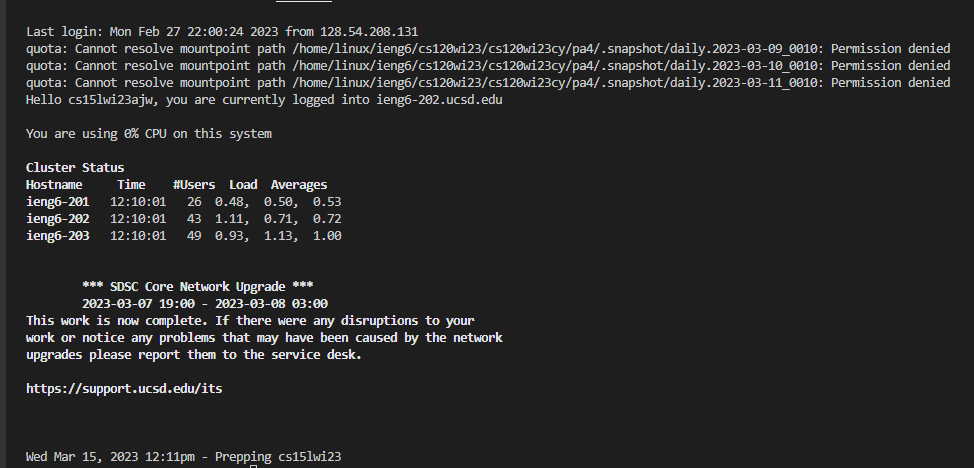 Last login: Mon Feb 27 22:00:24 2023 from 128.54.208.131
quota: Cannot resolve mountpoint path /home/linux/ieng6/cs120wi23/cs120wi23cy/pa4/.snapshot/daily.2023-03-09_0010: Permission denied
quota: Cannot resolve mountpoint path /home/linux/ieng6/cs120wi23/cs120wi23cy/pa4/.snapshot/daily.2023-03-10_0010: Permission denied
quota: Cannot resolve mountpoint path /home/linux/ieng6/cs120wi23/cs120wi23cy/pa4/.snapshot/daily.2023-03-11_0010: Permission denied
Hello cs15lwi23ajw, you are currently logged into ieng6-202.ucsd.edu
You are using 0% CPU on this system
Cluster Status
Hostname     Time    #Users  Load  Averages
ieng6-201   12:10:01   26  0.48,  0.50,  0.53
ieng6-202   12:10:01   43  1.11,  0.71,  0.72
ieng6-203   12:10:01   49  0.93,  1.13,  1.00
*** SDSC Core Network Upgrade ***
2023-03-07 19:00 - 2023-03-08 03:00
This work is now complete. If there were any disruptions to your
work or notice any problems that may have been caused by the network
upgrades please report them to the service desk.
https://support.ucsd.edu/its
Wed Mar 15, 2023 12:11pm - Prepping cs15lwi23